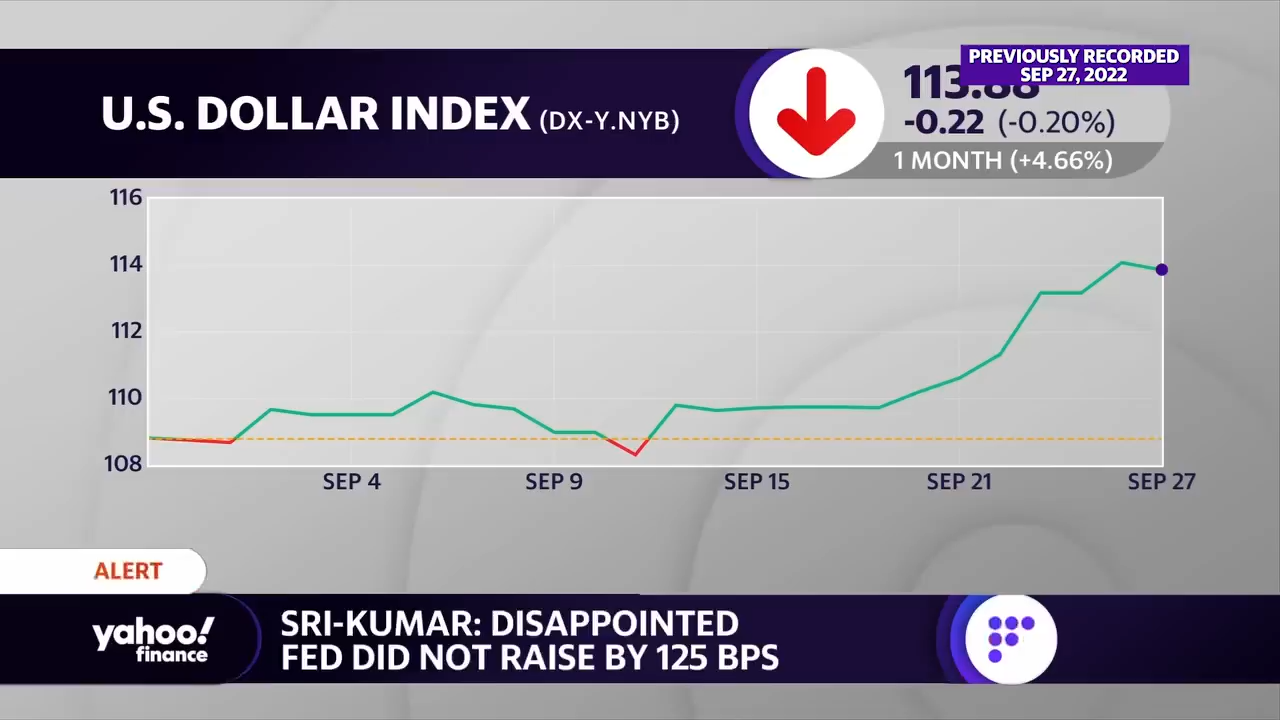 U.S. DOLLAR INDEX (DX-Y.NYB)
PREVIOUSLY RECORDED
SEP 27, 2022
113.88
-0.22 (-0.20%)
1 MONTH (+4.66%)
116
114
112
110
108
SEP 4 SEP 9 SEP 15 SEP 21 SEP 27
ALERT
yahoo!
finance
SRI-KUMAR: DISAPPOINTED
FED DID NOT RAISE BY 125 BPS